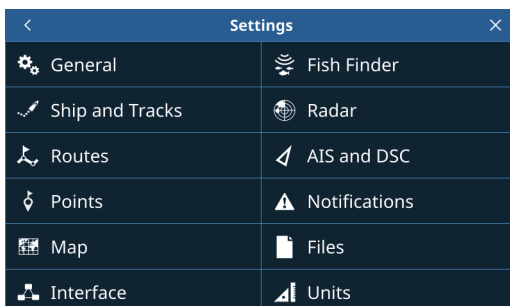 Settings
General
Fish Finder
Ship and Tracks
Radar
Routes
AIS and DSC
Points
Notifications
Map
Files
Interface
Units